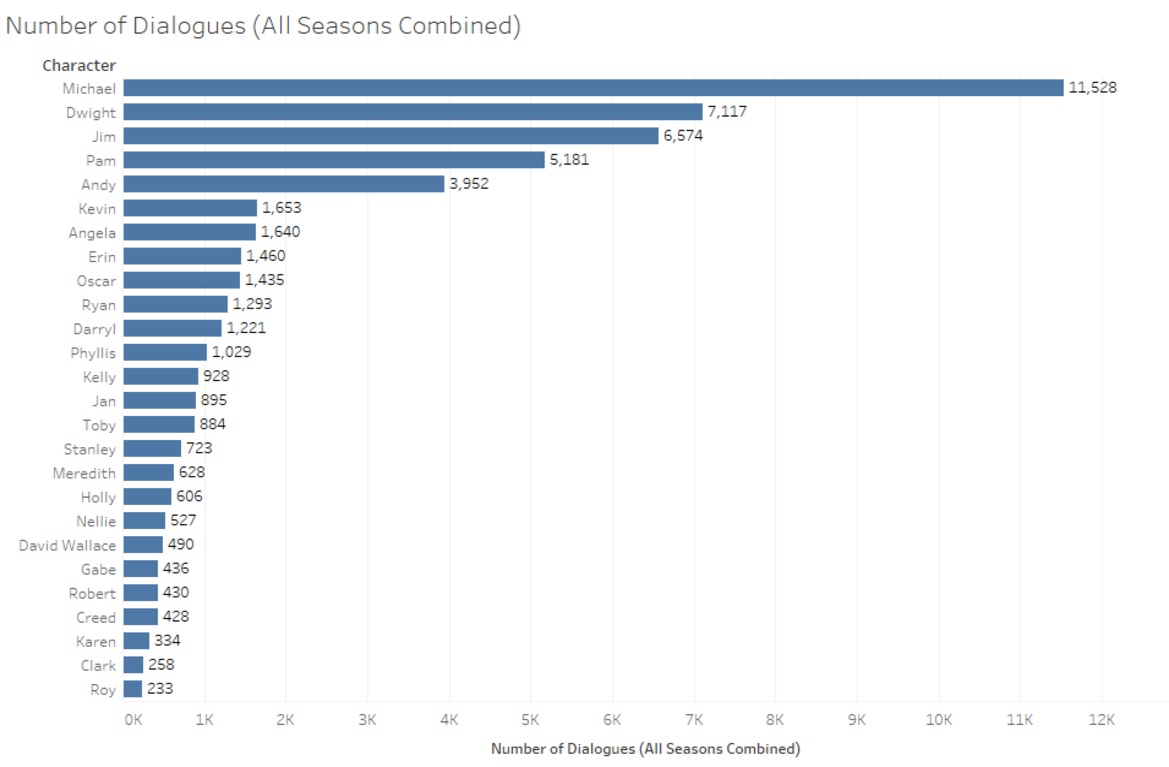 Number of Dialogues (All Seasons Combined)
Character
Michael 11,528
Dwight 7,117
Jim 6,574
Pam 5,181
Andy 3,952
Kevin 1,653
Angela 1,640
Erin 1,460
Oscar 1,435
Ryan 1,293
Darryl 1,221
Phyllis 1,029
Kelly 928
Jan 895
Toby 884
Stanley 723
Meredith 628
Holly 606
Nellie 527
David Wallace 490
Gabe 436
Robert 430
Creed 428
Karen 334
Clark 258
Roy 233
0K 1K 2K 3K 4K 5K 6K 7K 8K 9K 10K 11K 12K
Number of Dialogues (All Seasons Combined)